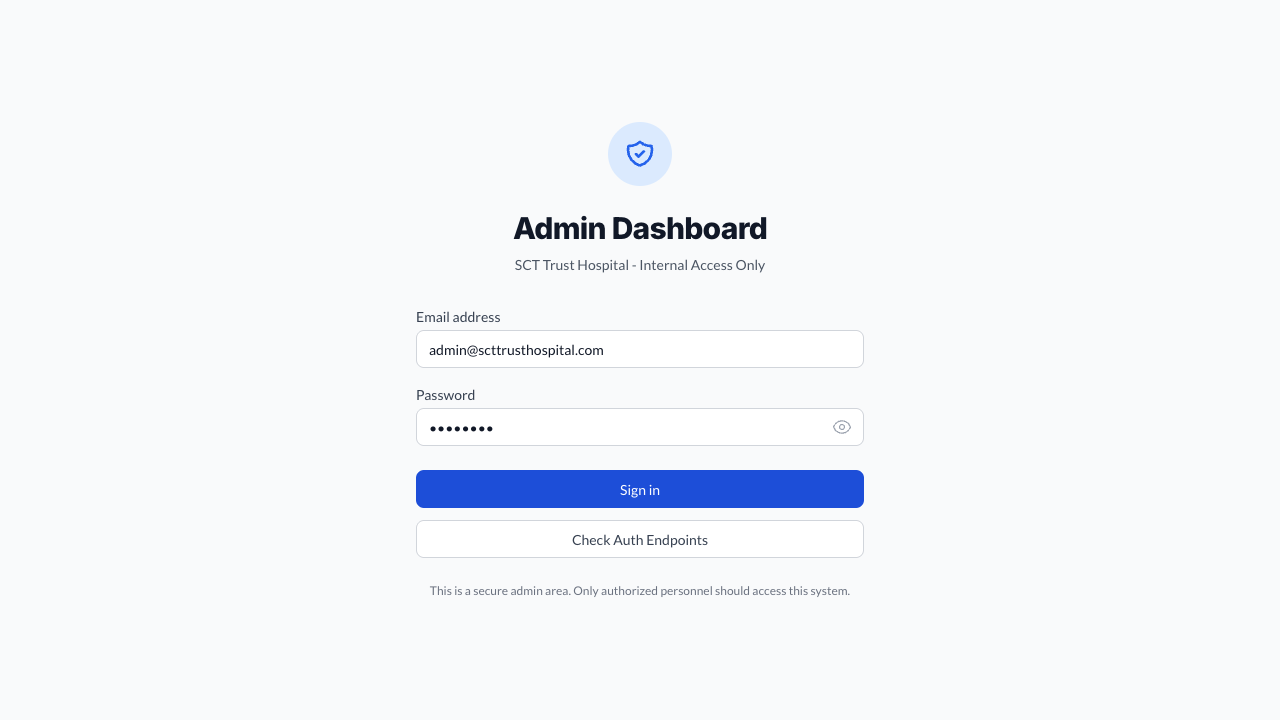 Admin Dashboard
SCT Trust Hospital - Internal Access Only
Email address
admin@scttrusthospital.com
Password
••••••••
Sign in
Check Auth Endpoints
This is a secure admin area. Only authorized personnel should access this system.